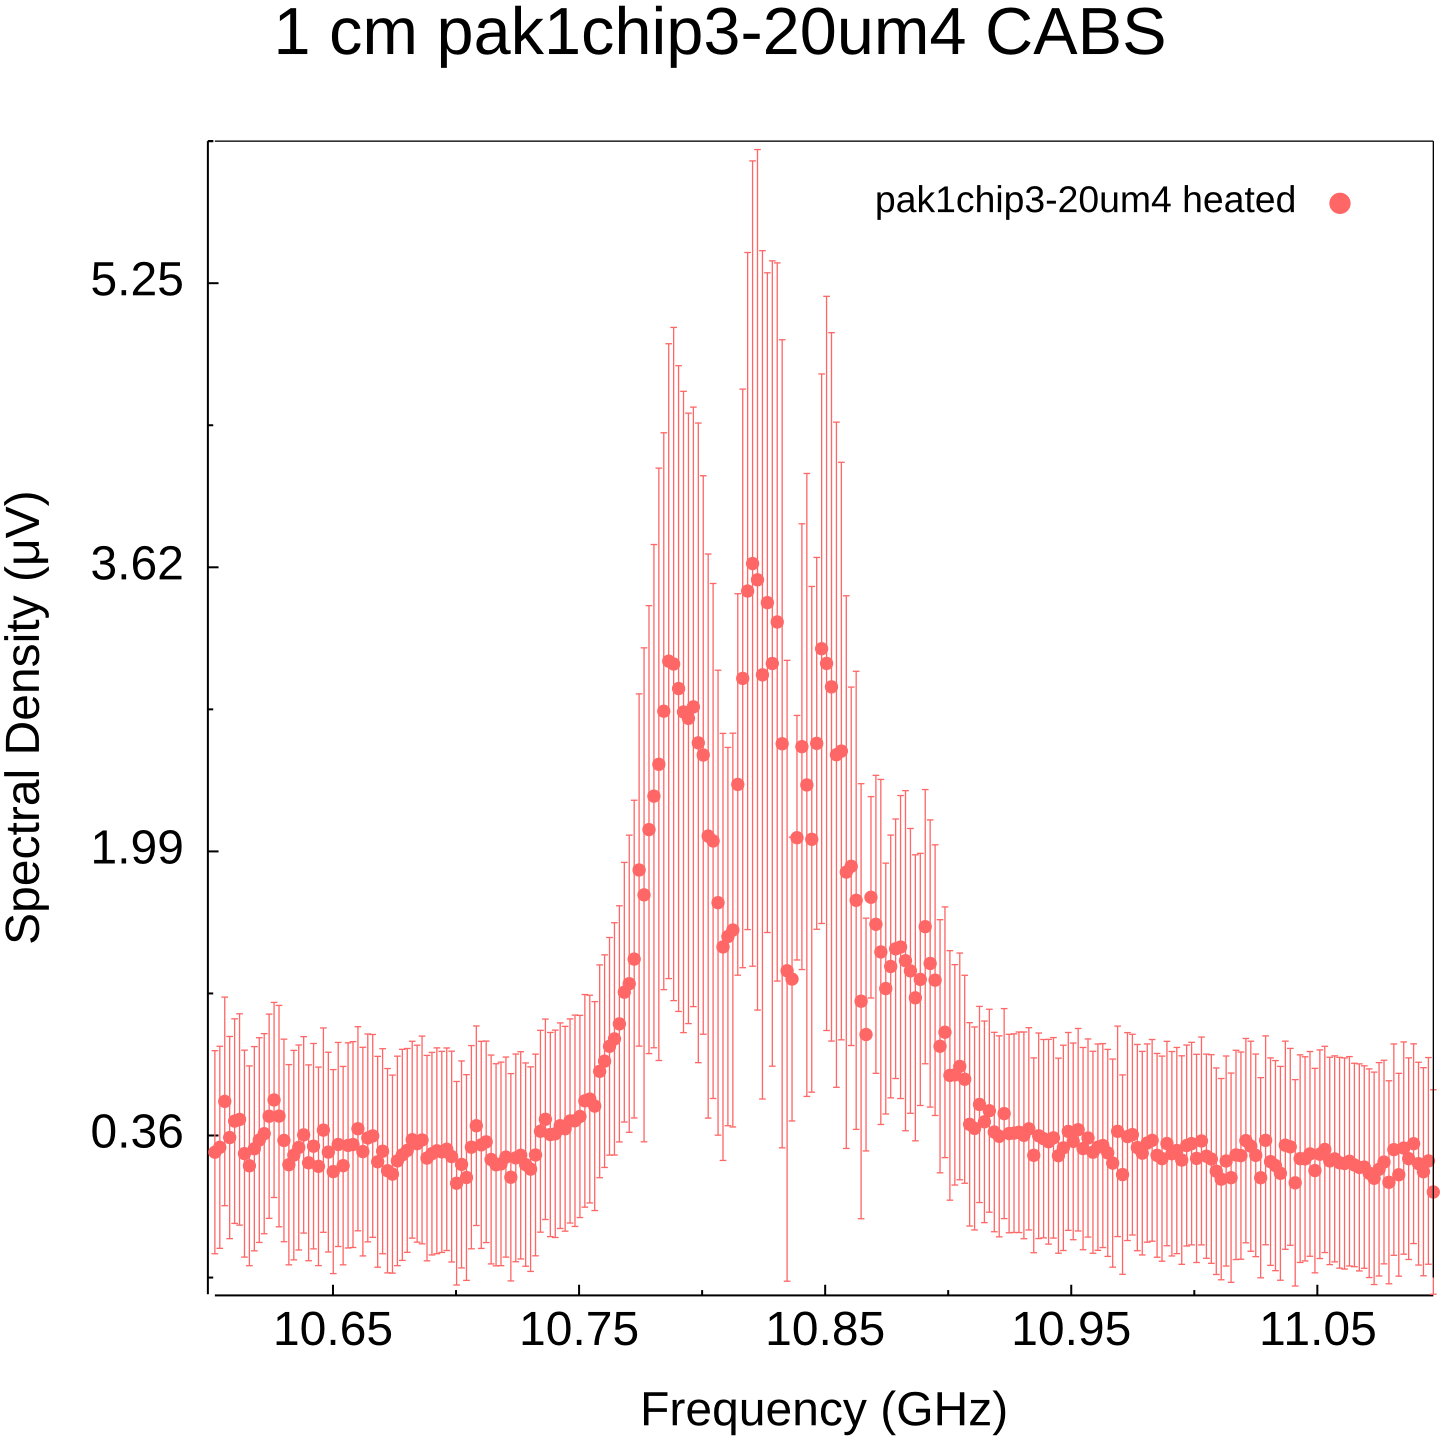 1 cm pak1chip3-20um4 CABS
pak1chip3-20um4 heated
5.25
3.62
1.99
0.36
Spectral Density (μV)
10.65 10.75 10.85 10.95 11.05
Frequency (GHz)